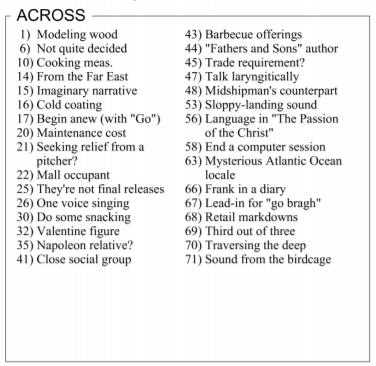 ACROSS
1) Modeling wood
6) Not quite decided
10) Cooking meas.
14) From the Far East
15) Imaginary narrative
16) Cold coating
17) Begin anew (with "Go")
20) Maintenance cost
21) Seeking relief from a
pitcher?
22) Mall occupant
25) They're not final releases
26) One voice singing
30) Do some snacking
32) Valentine figure
35) Napoleon relative?
41) Close social group
43) Barbecue offerings
44) "Fathers and Sons" author
45) Trade requirement?
47) Talk laryngitically
48) Midshipman's counterpart
53) Sloppy-landing sound
56) Language in "The Passion
of the Christ"
58) End a computer session
63) Mysterious Atlantic Ocean
locale
66) Frank in a diary
67) Lead-in for "go bragh"
68) Retail markdowns
69) Third out of three
70) Traversing the deep
71) Sound from the birdcage